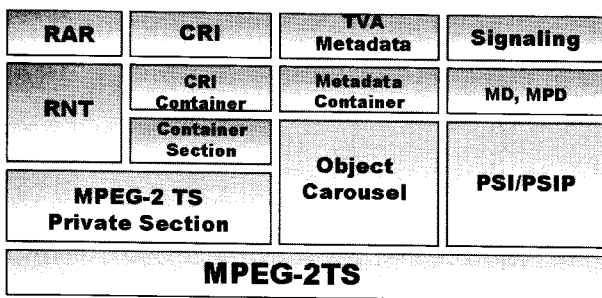 RAR
CRI
TVA
Metadata
Signaling
RNT
CRI
Container
Metadata
Container
MD, MPD
Container
Section
Object
Carousel
PSI/PSIP
MPEG-2 TS
Private Section
MPEG-2TS